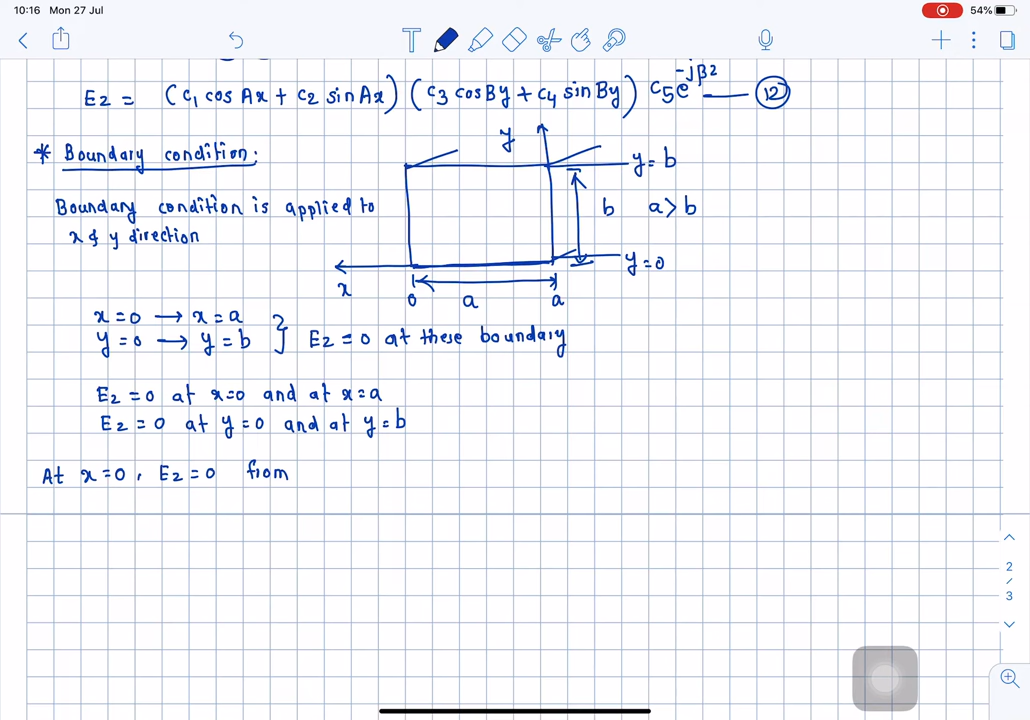 10:16 Mon 27 Jul 54%
Ez = (c₁ cos Ax + c₂ sin Ax) (c₃ cos By + c₄ sin By) c₅e^-jβz —— (12)
* Boundary condition:
y
y = b
Boundary condition is applied to
x & y direction
b a > b
y = 0
x
0 a a
x = 0 → x = a
y = 0 → y = b } Ez = 0 at these boundary
Ez = 0 at x = 0 and at x = a
Ez = 0 at y = 0 and at y = b
At x = 0, Ez = 0 from
2
/
3